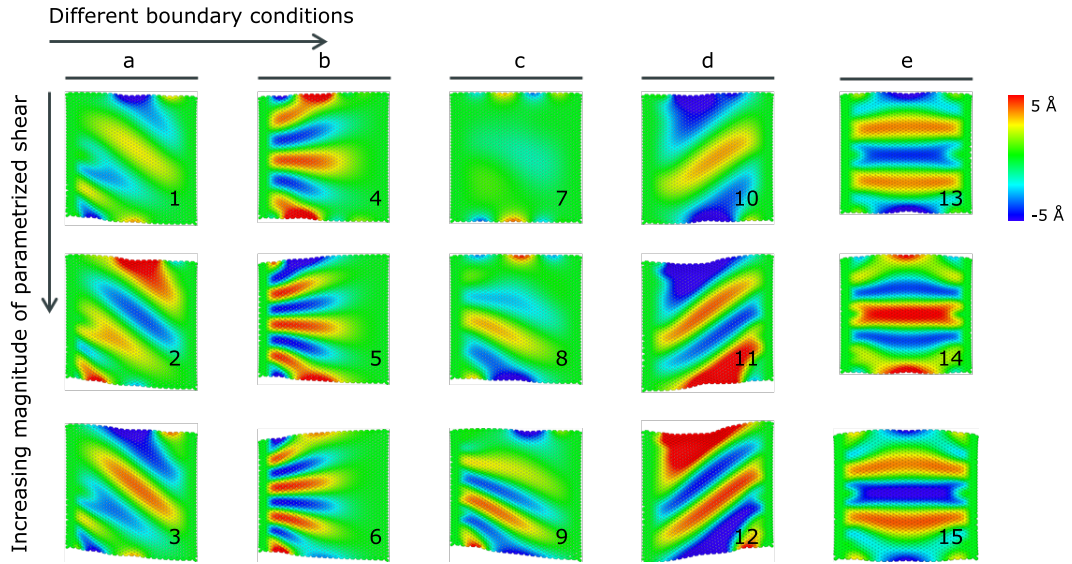 Different boundary conditions
a b c d e
Increasing magnitude of parametrized shear
1 4 7 10 13
5 Å
-5 Å
2 5 8 11 14
3 6 9 12 15